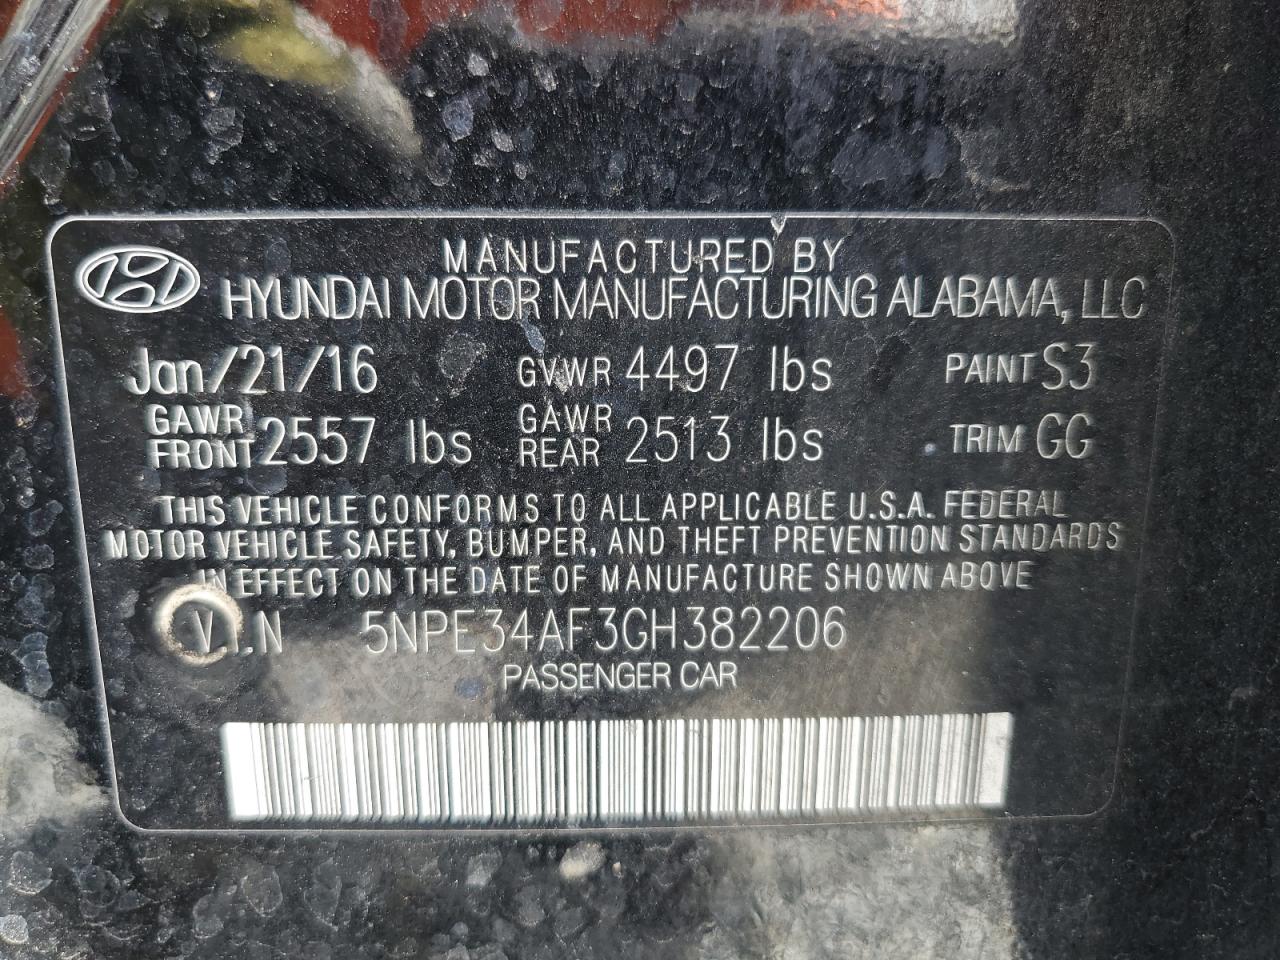 MANUFACTURED BY
HYUNDAI MOTOR MANUFACTURING ALABAMA, LLC
Jan/21/16 GVWR 4497 lbs PAINT S3
GAWR FRONT 2557 lbs GAWR REAR 2513 lbs TRIM GG
THIS VEHICLE CONFORMS TO ALL APPLICABLE U.S.A. FEDERAL
MOTOR VEHICLE SAFETY, BUMPER, AND THEFT PREVENTION STANDARDS
IN EFFECT ON THE DATE OF MANUFACTURE SHOWN ABOVE
V.I.N 5NPE34AF3GH382206
PASSENGER CAR